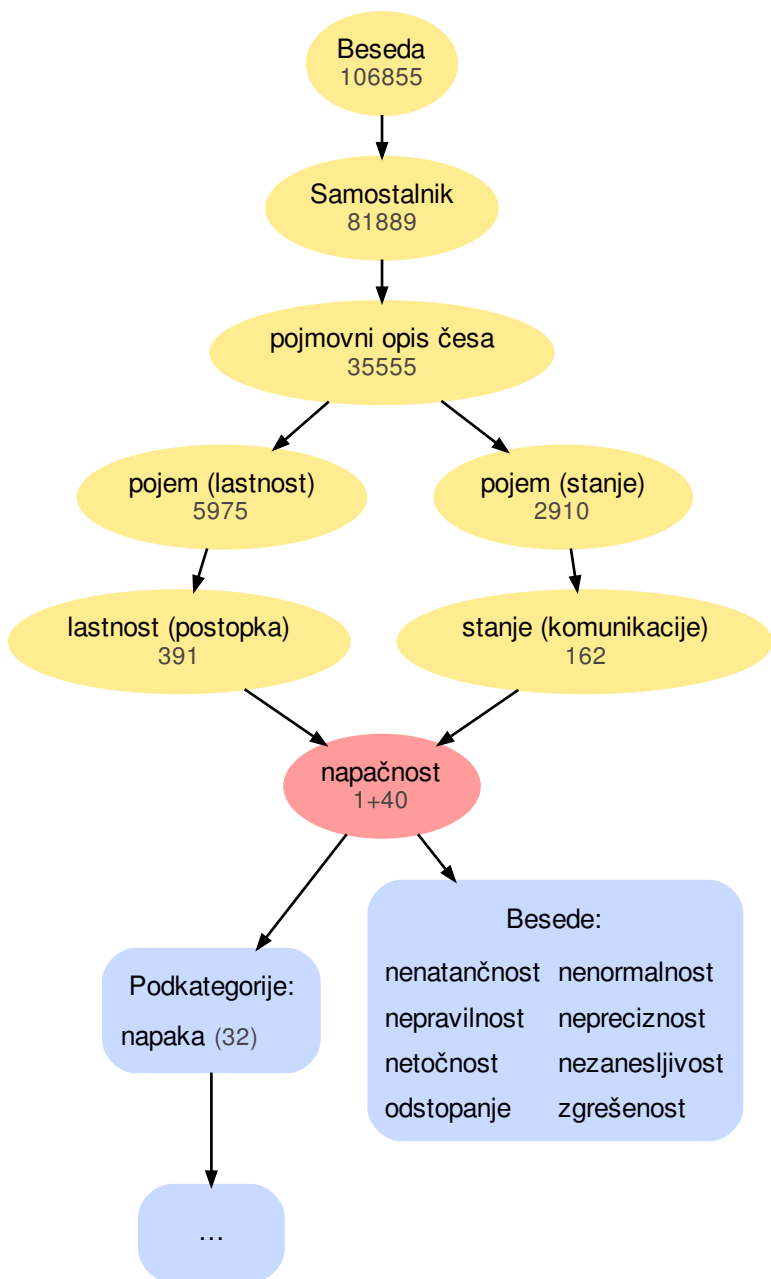 Beseda
106855
Samostalnik
81889
pojmovni opis česa
35555
pojem (lastnost)
5975
pojem (stanje)
2910
lastnost (postopka)
391
stanje (komunikacije)
162
napačnost
1+40
Besede:
nenatančnost nenormalnost
nepravilnost nepreciznost
netočnost nezanesljivost
odstopanje zgrešenost
Podkategorije:
napaka (32)
...